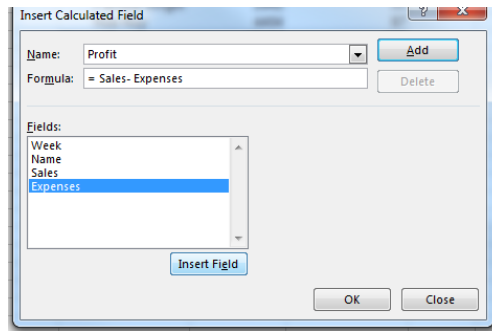 Insert Calculated Field
Name: Profit Add
Formula: = Sales- Expenses Delete
Fields:
Week
Name
Sales
Expenses
Insert Field
OK Close